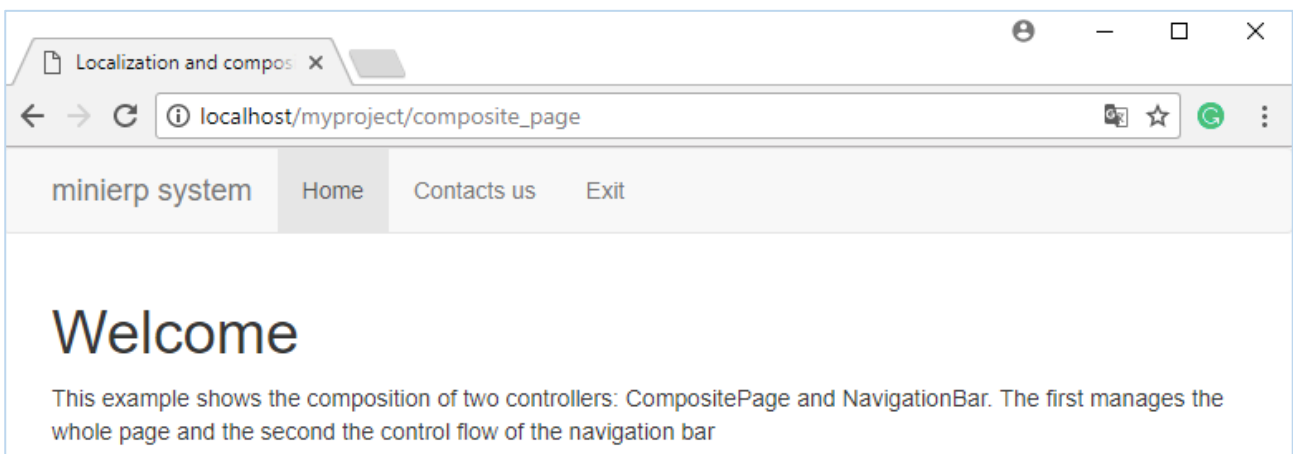 Localization and compos
localhost/myproject/composite_page
minierp system Home Contacts us Exit
Welcome
This example shows the composition of two controllers: CompositePage and NavigationBar. The first manages the
whole page and the second the control flow of the navigation bar